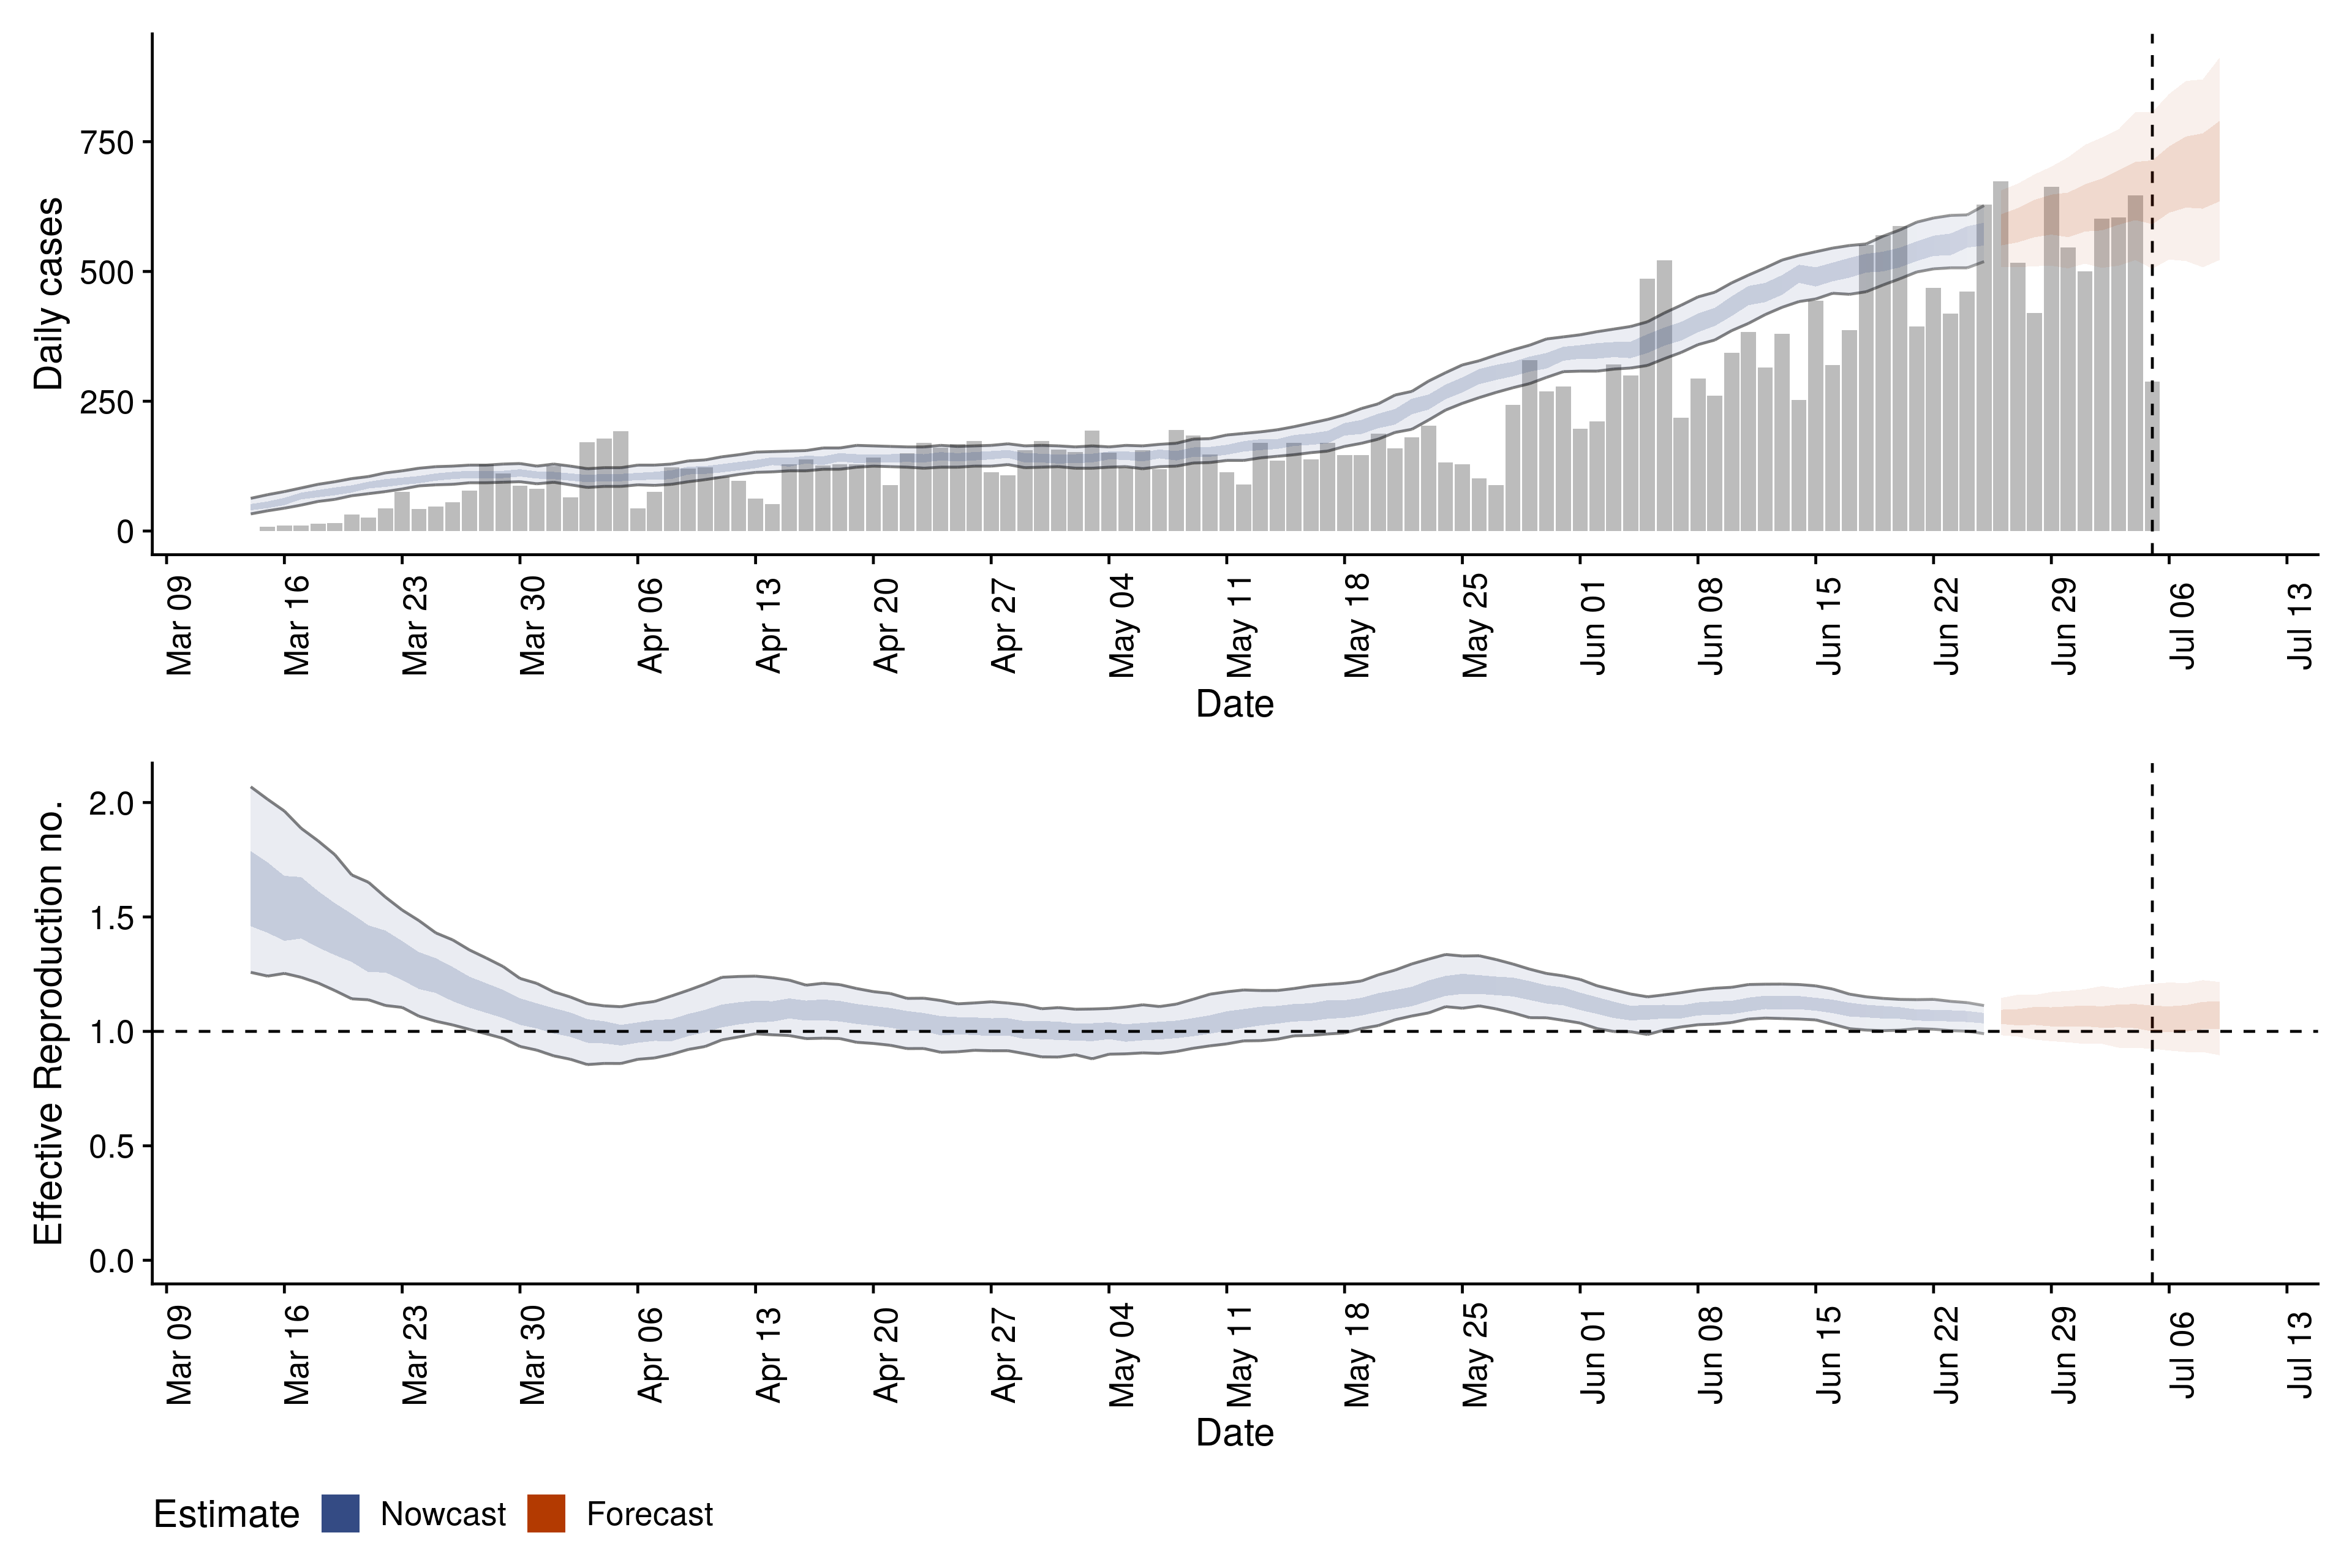 Daily cases
750
500
250
0
Mar 09
Mar 16
Mar 23
Mar 30
Apr 06
Apr 13
Apr 20
Apr 27
May 04
May 11
May 18
May 25
Jun 01
Jun 08
Jun 15
Jun 22
Jun 29
Jul 06
Jul 13
Date
Effective Reproduction no.
2.0
1.5
1.0
0.5
0.0
Mar 09
Mar 16
Mar 23
Mar 30
Apr 06
Apr 13
Apr 20
Apr 27
May 04
May 11
May 18
May 25
Jun 01
Jun 08
Jun 15
Jun 22
Jun 29
Jul 06
Jul 13
Date
Estimate Nowcast Forecast